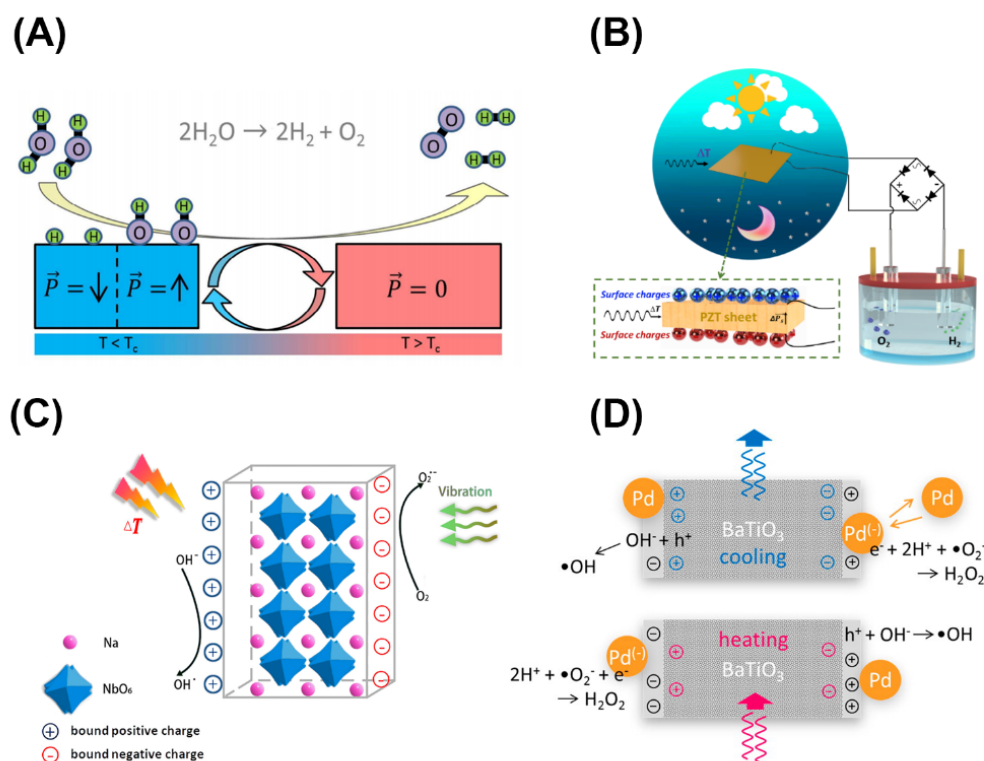 (A)
H
H
O
H
O
H
2H₂O → 2H₂ + O₂
O
O
H H
H H
H H
H
O
H
O
P⃗ = ↓
P⃗ = ↑
P⃗ = 0
T < Tc
T > Tc
(B)
ΔT
+
-
Surface charges
ΔT
PZT sheet
ΔPs
Surface charges
O₂
H₂
(C)
ΔT
OH⁻
OH˙
O₂˙⁻
O₂
Vibration
Na
NbO₆
+ bound positive charge
- bound negative charge
(D)
Pd
Pd
Pd⁽⁻⁾
BaTiO₃
cooling
OH⁻ + h⁺
•OH
e⁻ + 2H⁺ + •O₂⁻
→ H₂O₂
heating
BaTiO₃
h⁺ + OH⁻ → •OH
Pd⁽⁻⁾
Pd
2H⁺ + •O₂⁻ + e⁻
→ H₂O₂